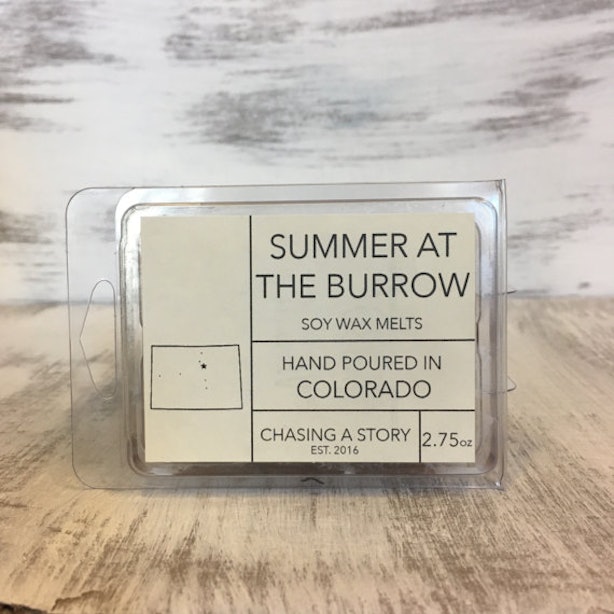 SUMMER AT
THE BURROW
SOY WAX MELTS
HAND POURED IN
COLORADO
CHASING A STORY
EST. 2016
2.75oz